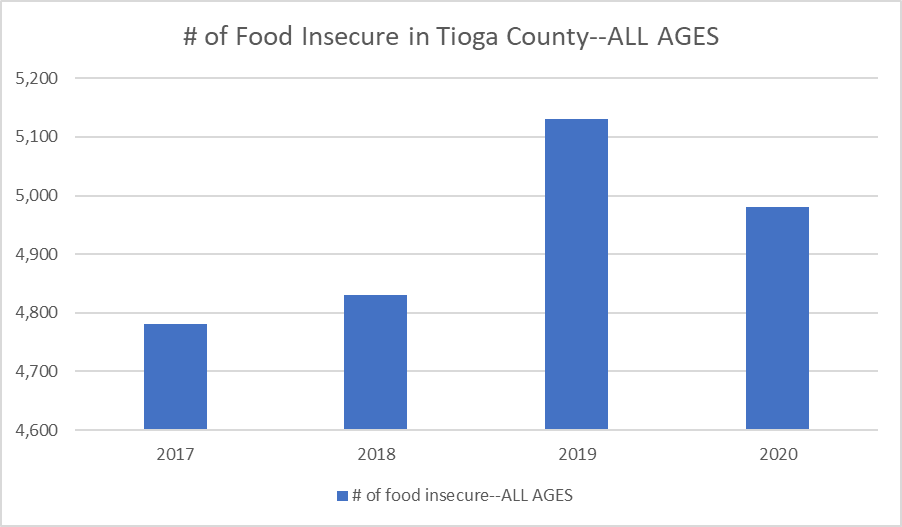 # of Food Insecure in Tioga County--ALL AGES
5,200
5,100
5,000
4,900
4,800
4,700
4,600
2017 2018 2019 2020
# of food insecure--ALL AGES